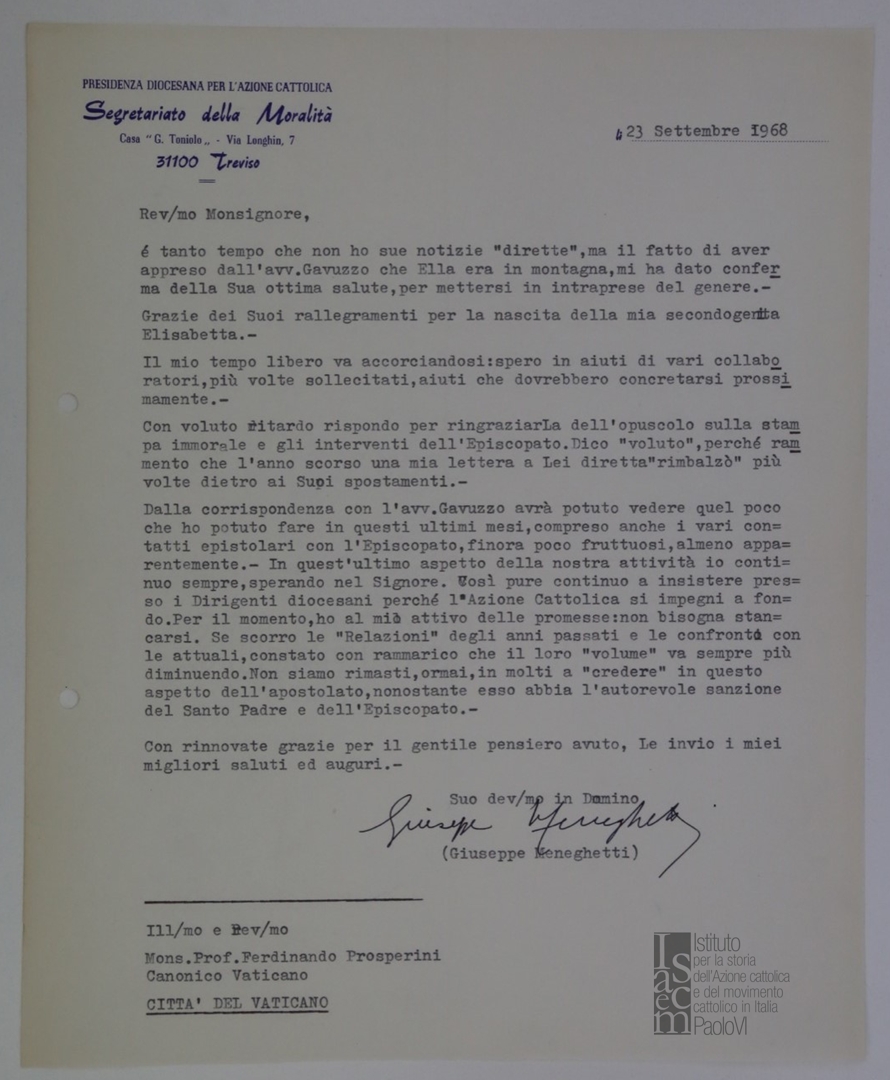 PRESIDENZA DIOCESANA PER L'AZIONE CATTOLICA
Segretariato della Moralità
Casa "G. Toniolo„ - Via Longhin, 7
31100 Treviso
23 Settembre 1968
Rev/mo Monsignore,
é tanto tempo che non ho sue notizie "dirette",ma il fatto di aver
appreso dall'avv.Gavuzzo che Ella era in montagna,mi ha dato confer
ma della Sua ottima salute,per mettersi in intraprese del genere.-
Grazie dei Suoi rallegramenti per la nascita della mia secondogenita
Elisabetta.-
Il mio tempo libero va accorciandosi:spero in aiuti di vari collabo
ratori,più volte sollecitati,aiuti che dovrebbero concretarsi prossi
mamente.-
Con voluto ritardo rispondo per ringraziarLa dell'opuscolo sulla stam
pa immorale e gli interventi dell'Episcopato.Dico "voluto",perché ram
mento che l'anno scorso una mia lettera a Lei diretta"rimbalzò" più
volte dietro ai Suoi spostamenti.-
Dalla corrispondenza con l'avv.Gavuzzo avrà potuto vedere quel poco
che ho potuto fare in questi ultimi mesi,compreso anche i vari con=
tatti epistolari con l'Episcopato,finora poco fruttuosi,almeno appa=
rentemente.- In quest'ultimo aspetto della nostra attività io conti=
nuo sempre,sperando nel Signore. Così pure continuo a insistere pres=
so i Dirigenti diocesani perché l'Azione Cattolica si impegni a fon=
do.Per il momento,ho al mio attivo delle promesse:non bisogna stan=
carsi. Se scorro le "Relazioni" degli anni passati e le confronto con
le attuali,constato con rammarico che il loro "volume" va sempre più
diminuendo.Non siamo rimasti,ormai,in molti a "credere" in questo
aspetto dell'apostolato,nonostante esso abbia l'autorevole sanzione
del Santo Padre e dell'Episcopato.-
Con rinnovate grazie per il gentile pensiero avuto, Le invio i miei
migliori saluti ed auguri.-
Suo dev/mo in Domino
Giuseppe Meneghetti
(Giuseppe Meneghetti)
Ill/mo e Rev/mo
Mons.Prof.Ferdinando Prosperini
Canonico Vaticano
CITTA' DEL VATICANO
Isacem
Istituto
per la storia
dell'Azione cattolica
e del movimento
cattolico in Italia
PaoloVI